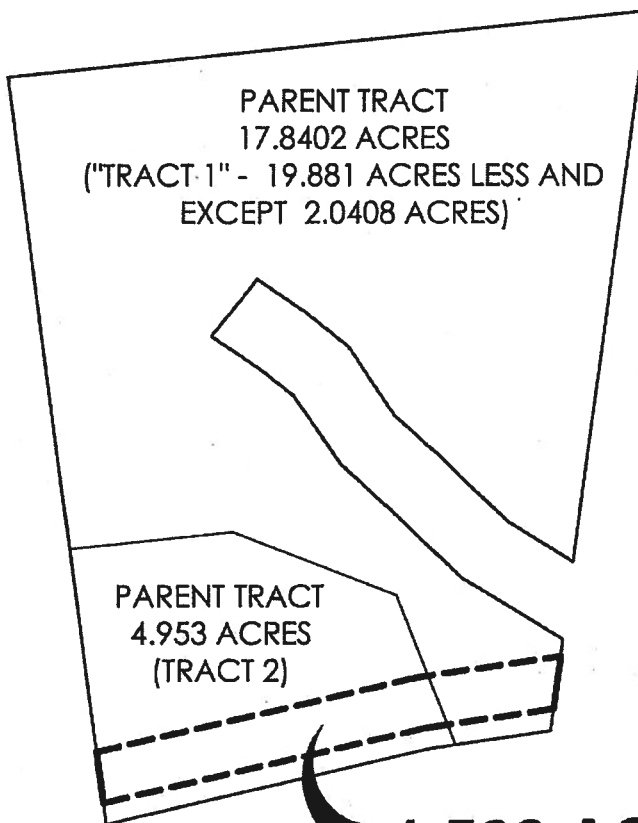 PARENT TRACT
17.8402 ACRES
("TRACT 1" - 19.881 ACRES LESS AND
EXCEPT 2.0408 ACRES)
PARENT TRACT
4.953 ACRES
(TRACT 2)